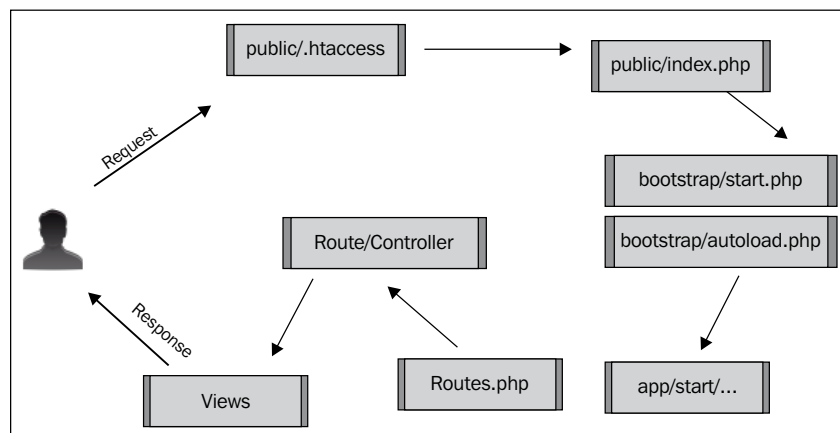 public/.htaccess
public/index.php
Request
bootstrap/start.php
bootstrap/autoload.php
Route/Controller
Response
Views
Routes.php
app/start/...